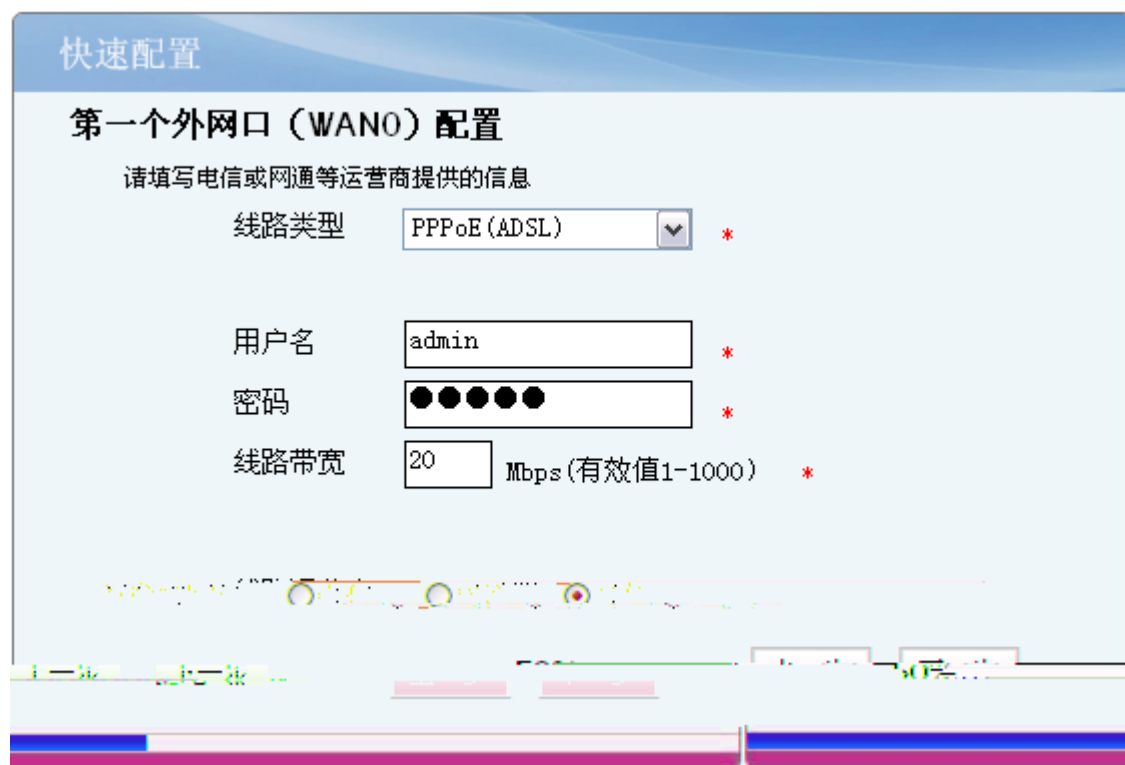 快速配置
第一个外网口（WAN0）配置
请填写电信或网通等运营商提供的信息
线路类型 PPPoE(ADSL) *
用户名 admin *
密码 ●●●●● *
线路带宽 20 Mbps(有效值1-1000) *